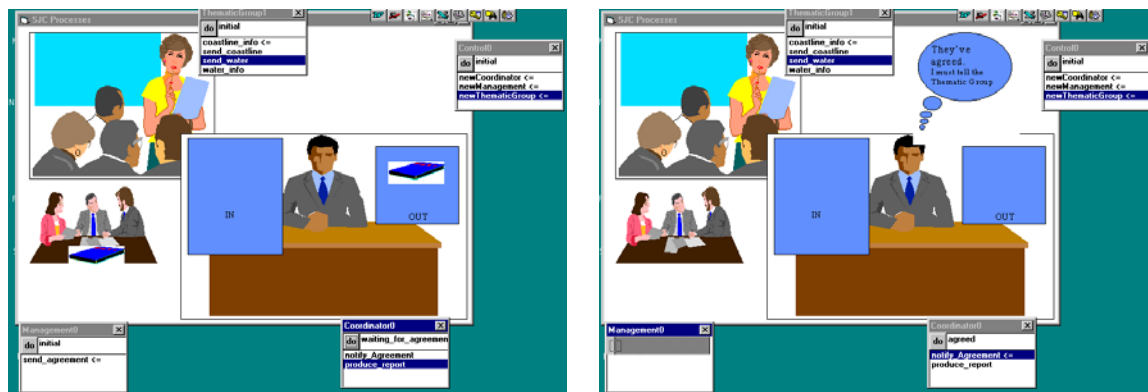 SJC Processes
ThematicGroup1
do initial
coastline_info <=
send_coastline
send_water
water_info
Control0
do initial
newCoordinator <=
newManagement <=
newThematicGroup <=
IN
OUT
Management0
do initial
send_agreement <=
Coordinator0
do waiting_for_agreemen
notify_Agreement
produce_report
SJC Processes
ThematicGroup1
do initial
coastline_info <=
send_coastline
send_water
water_info
They've
agreed.
I must tell the
Thematic Group
Control0
do initial
newCoordinator <=
newManagement <=
newThematicGroup <=
IN
OUT
Management0
Coordinator0
do agreed
notify_Agreement <=
produce_report